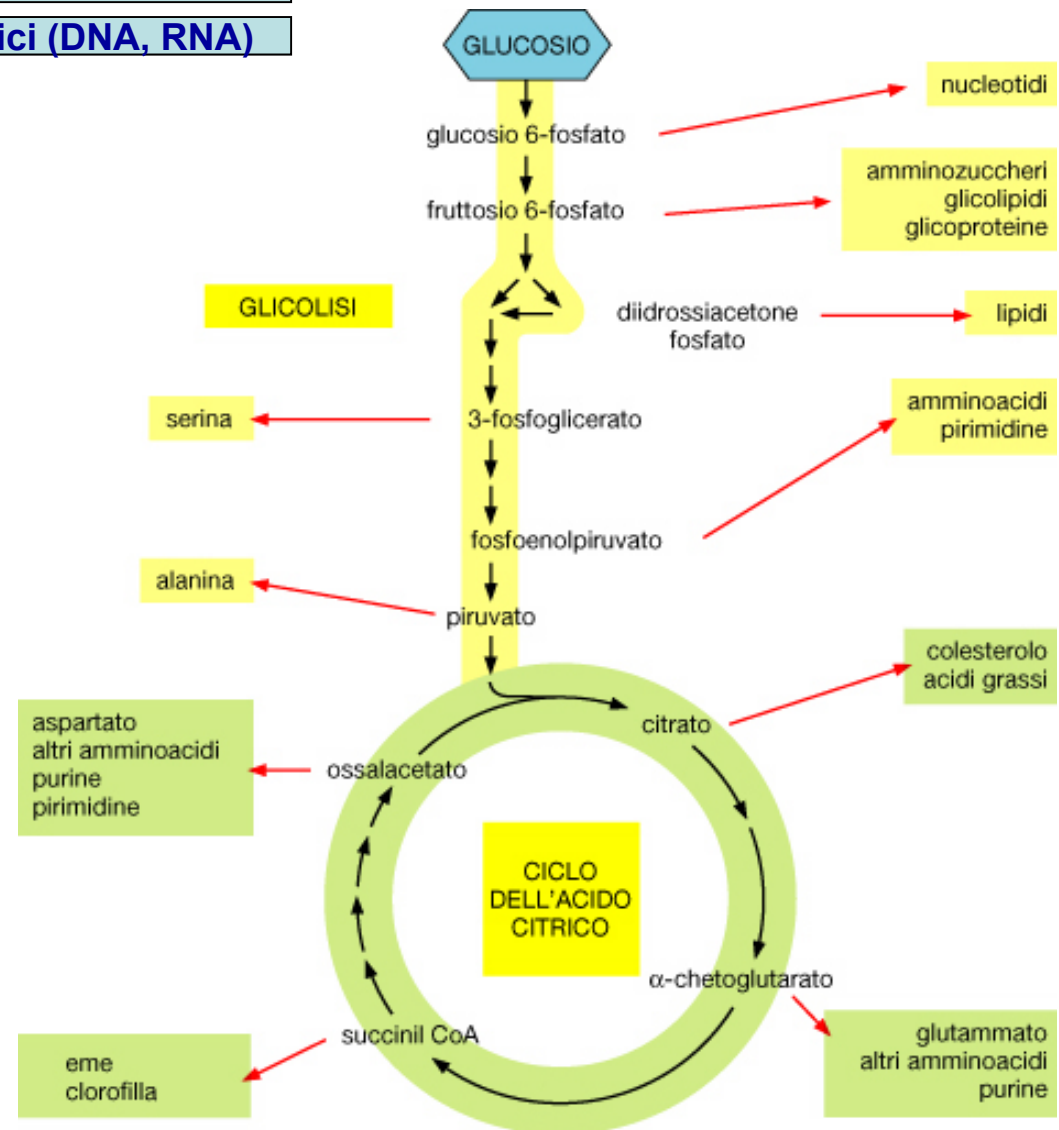 ici (DNA, RNA)
GLUCOSIO
nucleotidi
glucosio 6-fosfato
amminozuccheri
glicolipidi
glicoproteine
fruttosio 6-fosfato
GLICOLISI
diidrossiacetone
fosfato
lipidi
serina
3-fosfoglicerato
amminoacidi
pirimidine
fosfoenolpiruvato
alanina
piruvato
colesterolo
acidi grassi
citrato
aspartato
altri amminoacidi
purine
pirimidine
ossalacetato
CICLO
DELL'ACIDO
CITRICO
α-chetoglutarato
succinil CoA
eme
clorofilla
glutammato
altri amminoacidi
purine